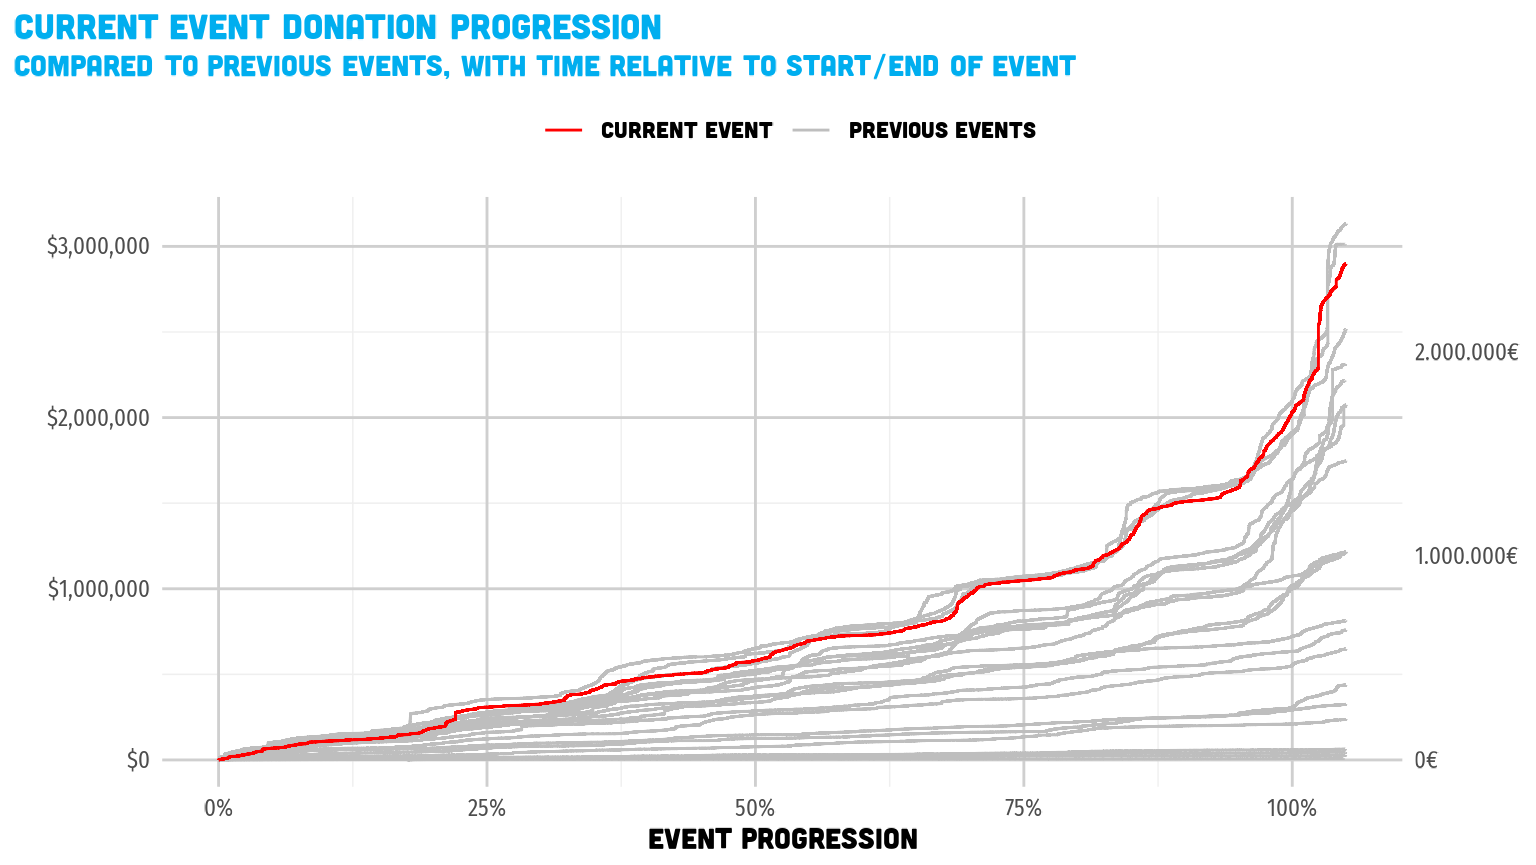 CURRENT EVENT DONATION PROGRESSION
COMPARED TO PREVIOUS EVENTS, WITH TIME RELATIVE TO START/END OF EVENT
CURRENT EVENT PREVIOUS EVENTS
$3,000,000
2.000.000€
$2,000,000
1.000.000€
$1,000,000
$0 0€
0% 25% 50% 75% 100%
EVENT PROGRESSION